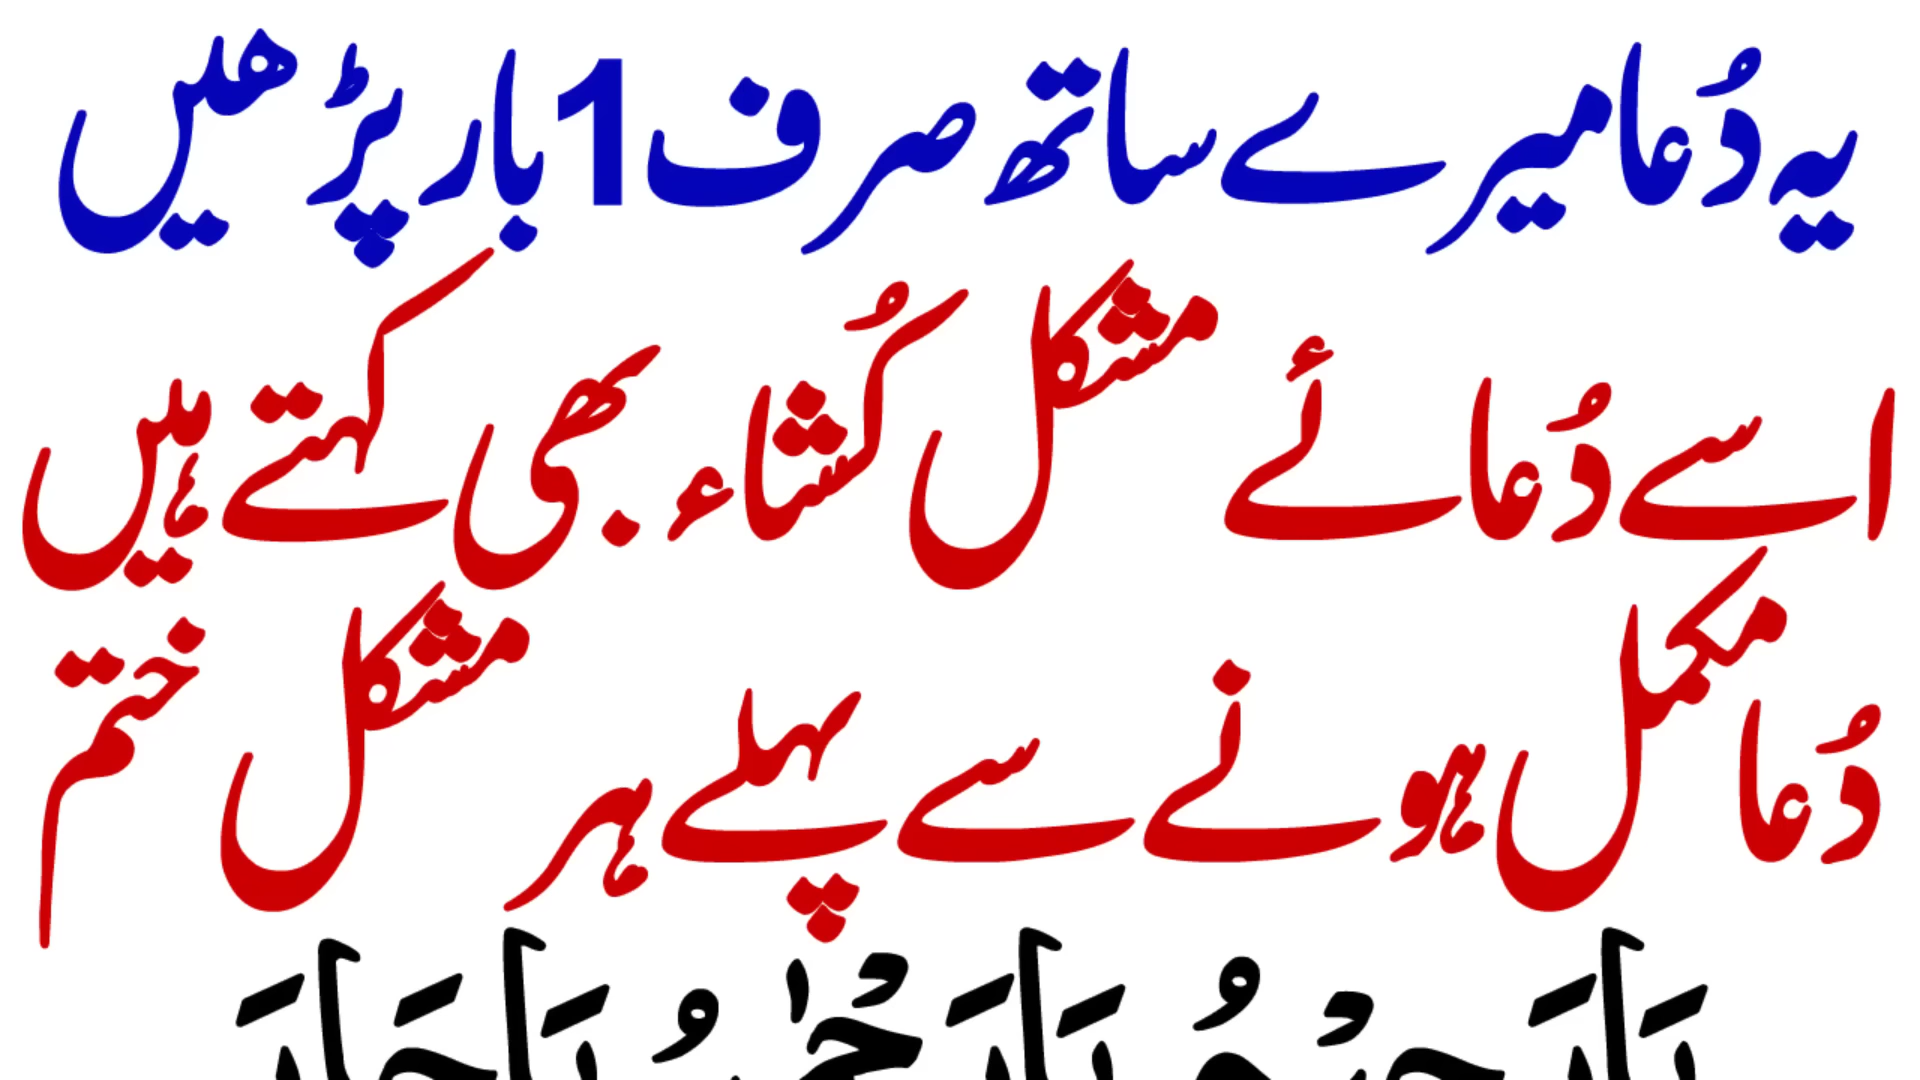 یہ دُعا میرے ساتھ صرف 1 بار پڑھیں
اسے دُعائے مشکل کُشاء بھی کہتے ہیں
دُعا مکمل ہونے سے پہلے ہر مشکل ختم